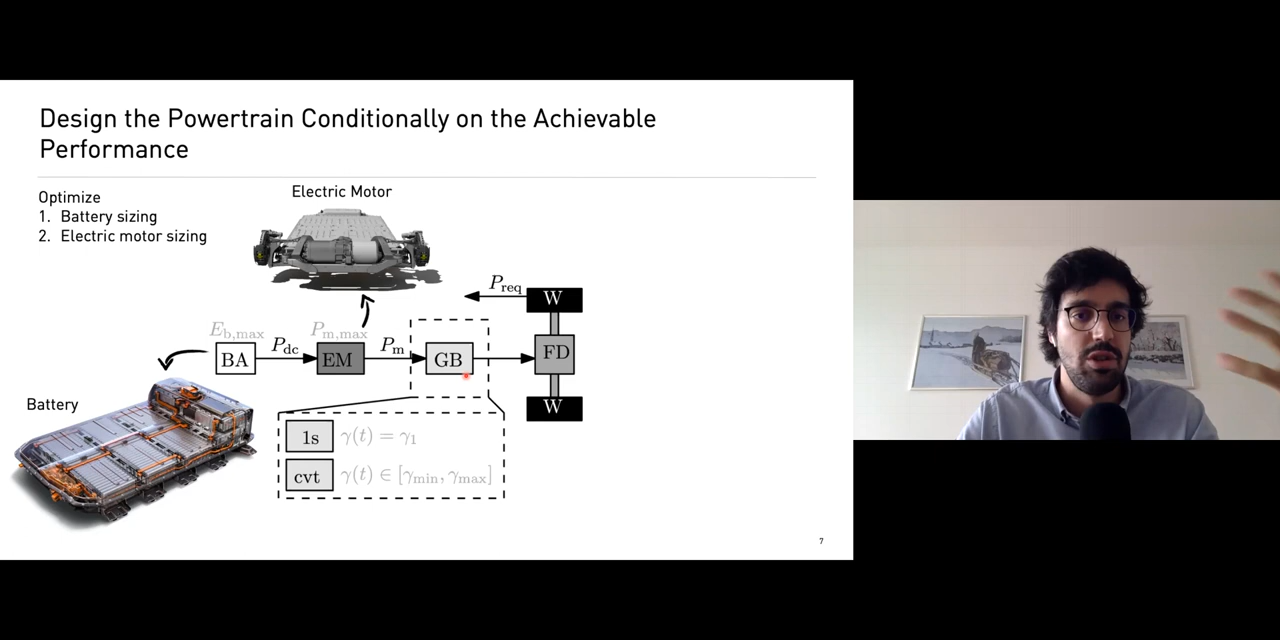 Design the Powertrain Conditionally on the Achievable
Performance
Optimize
1. Battery sizing
2. Electric motor sizing
Electric Motor
P_req
W
E_b,max
P_m,max
BA
P_dc
EM
P_m
GB
FD
W
Battery
1s γ(t) = γ₁
cvt γ(t) ∈ [γ_min, γ_max]
7